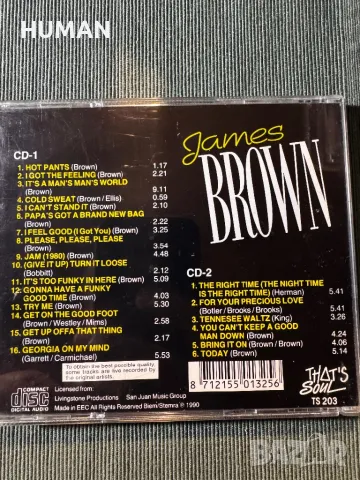 HUMAN
James
BROWN
CD-1
1. HOT PANTS (Brown) 1.17
2. I GOT THE FEELING (Brown) 2.21
3. IT'S A MAN'S MAN'S WORLD
(Brown) 9.11
4. COLD SWEAT (Brown / Ellis) 0.59
5. I CAN'T STAND IT (Brown) 2.10
6. PAPA'S GOT A BRAND NEW BAG
(Brown) 2.22
7. I FEEL GOOD (I Got You) (Brown) 3.25
8. PLEASE, PLEASE, PLEASE
(Brown) 3.54
9. JAM (1980) (Brown) 4.48
10. (GIVE IT UP) TURN IT LOOSE
(Bobbitt) 2.12
11. IT'S TOO FUNKY IN HERE (Brown) 2.09
12. GONNA HAVE A FUNKY
GOOD TIME (Brown) 4.03
13. TRY ME (Brown) 2.54
14. GET ON THE GOOD FOOT
(Brown / Westley / Mims) 2.58
15. GET UP OFFA THAT THING
(Brown) 2.21
16. GEORGIA ON MY MIND
(Garrett / Carmichael) 5.53
CD-2
1. THE RIGHT TIME (THE NIGHT TIME
IS THE RIGHT TIME) (Herman) 5.41
2. FOR YOUR PRECIOUS LOVE
(Botler / Brooks / Brooks) 5.41
3. TENNESEE WALTZ (King) 3.26
4. YOU CAN'T KEEP A GOOD
MAN DOWN (Brown) 4.24
5. BRING IT ON (Brown / Brown) 6.09
6. TODAY (Brown) 5.14
To obtain the best possible quality
some tracks are live recorded by
the original artists.
COMPACT
disc
DIGITAL AUDIO
Licensed from:
Livingstone Productions San Juan Music Group
Made in EEC All Rights Reserved Biem/Stemra ℗ 1990
8 712155 013256
THAT'S
SOUL
TS 203
bazar.bg